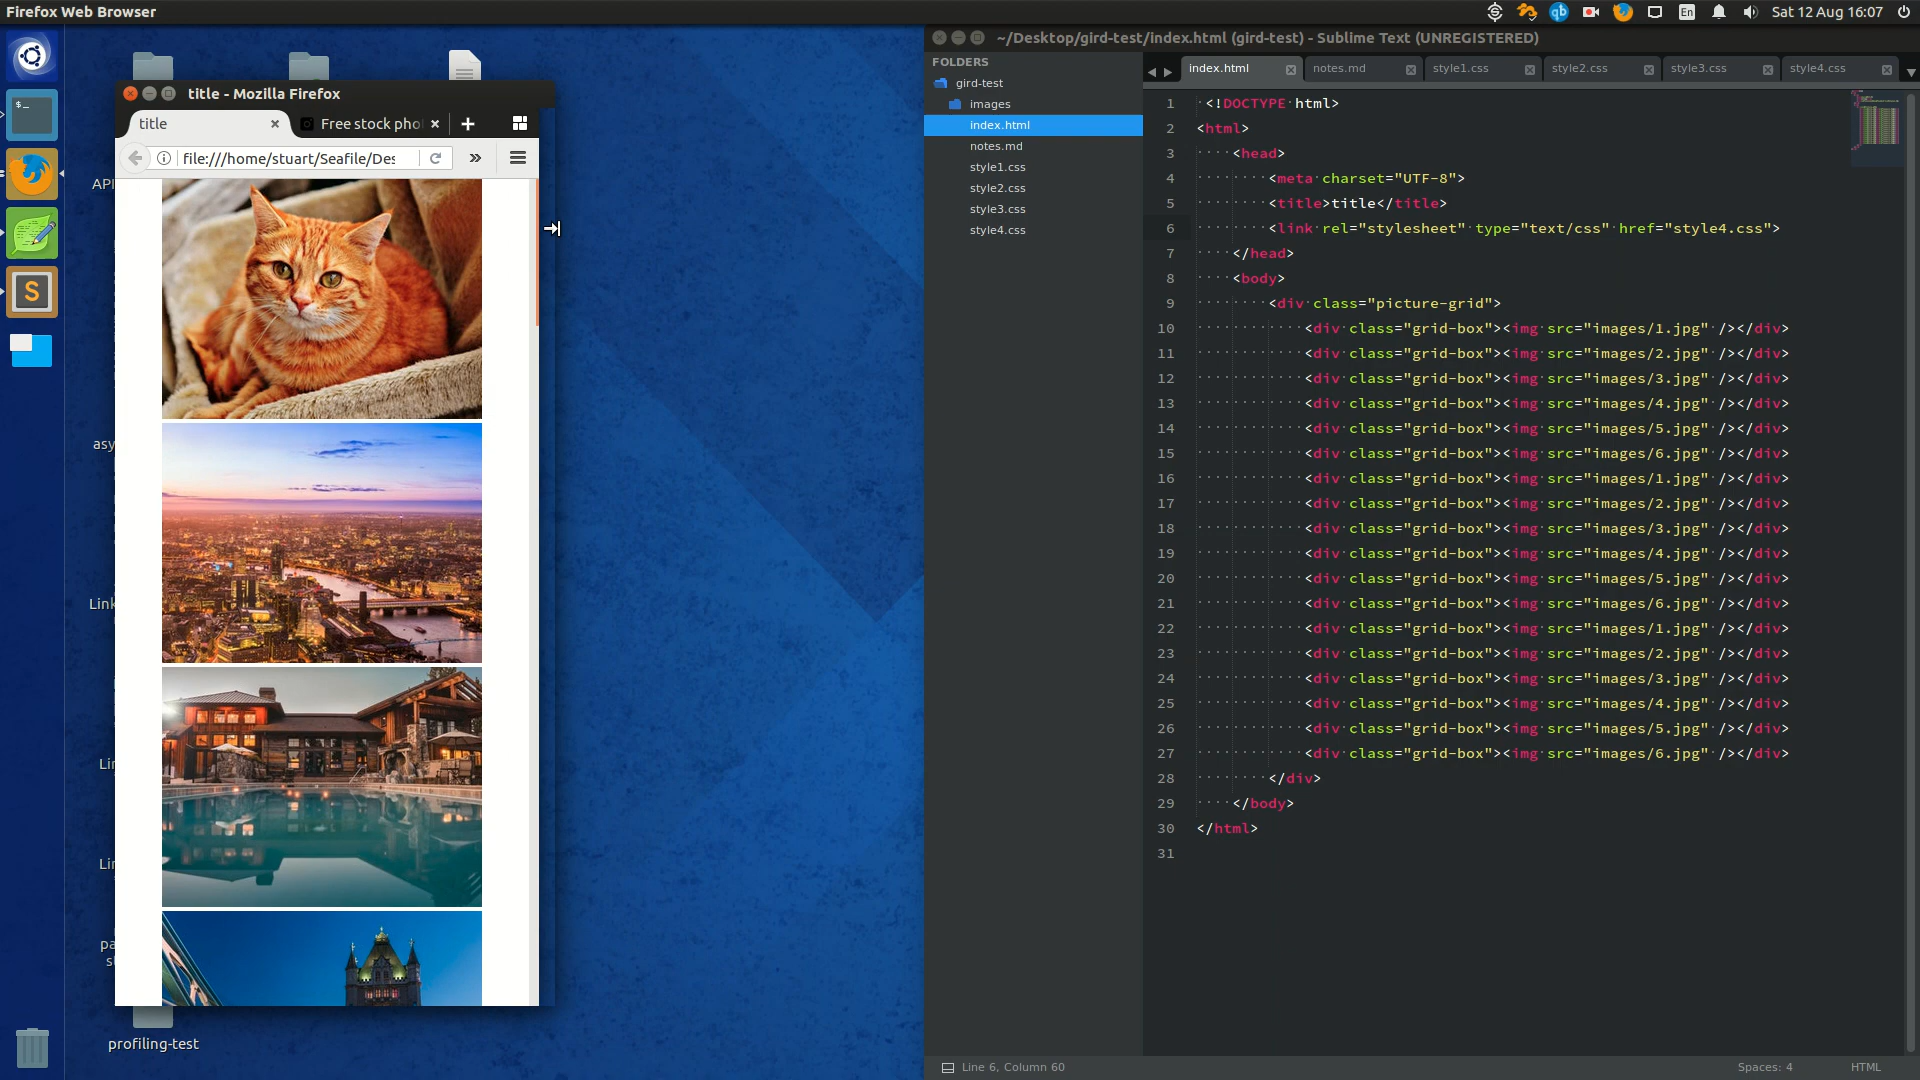 Firefox Web Browser
En
Sat 12 Aug 16:07
title - Mozilla Firefox
title
Free stock pho
file:///home/stuart/Seafile/Des
API
asy
Link
Lin
Lin
pa
st
profiling-test
~/Desktop/gird-test/index.html (gird-test) - Sublime Text (UNREGISTERED)
FOLDERS
gird-test
images
index.html
notes.md
style1.css
style2.css
style3.css
style4.css
index.html
notes.md
style1.css
style2.css
style3.css
style4.css
1 <!DOCTYPE html>
2 <html>
3 <head>
4 <meta charset="UTF-8">
5 <title>title</title>
6 <link rel="stylesheet" type="text/css" href="style4.css">
7 </head>
8 <body>
9 <div class="picture-grid">
10 <div class="grid-box"><img src="images/1.jpg" /></div>
11 <div class="grid-box"><img src="images/2.jpg" /></div>
12 <div class="grid-box"><img src="images/3.jpg" /></div>
13 <div class="grid-box"><img src="images/4.jpg" /></div>
14 <div class="grid-box"><img src="images/5.jpg" /></div>
15 <div class="grid-box"><img src="images/6.jpg" /></div>
16 <div class="grid-box"><img src="images/1.jpg" /></div>
17 <div class="grid-box"><img src="images/2.jpg" /></div>
18 <div class="grid-box"><img src="images/3.jpg" /></div>
19 <div class="grid-box"><img src="images/4.jpg" /></div>
20 <div class="grid-box"><img src="images/5.jpg" /></div>
21 <div class="grid-box"><img src="images/6.jpg" /></div>
22 <div class="grid-box"><img src="images/1.jpg" /></div>
23 <div class="grid-box"><img src="images/2.jpg" /></div>
24 <div class="grid-box"><img src="images/3.jpg" /></div>
25 <div class="grid-box"><img src="images/4.jpg" /></div>
26 <div class="grid-box"><img src="images/5.jpg" /></div>
27 <div class="grid-box"><img src="images/6.jpg" /></div>
28 </div>
29 </body>
30 </html>
31
Line 6, Column 60
Spaces: 4
HTML